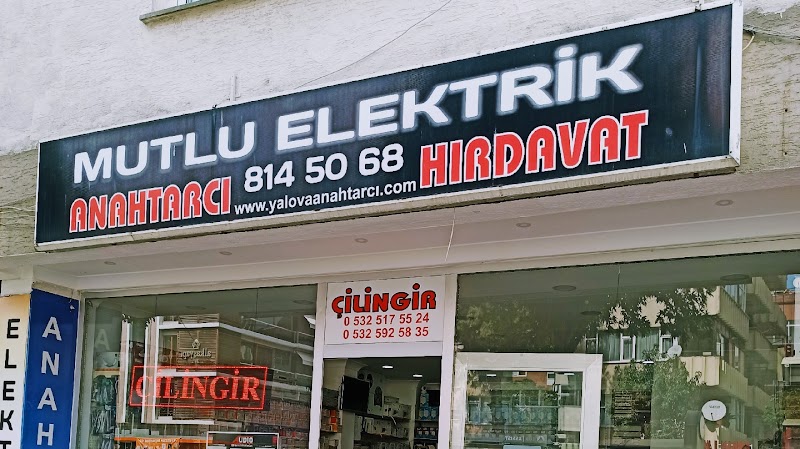 MUTLU ELEKTRİK
ANAHTARCI 814 50 68 HIRDAVAT
www.yalovaanahtarcı.com
ÇİLİNGİR
0 532 517 55 24
0 532 592 58 35
ÇİLİNGİR
ELEKT
ANAH